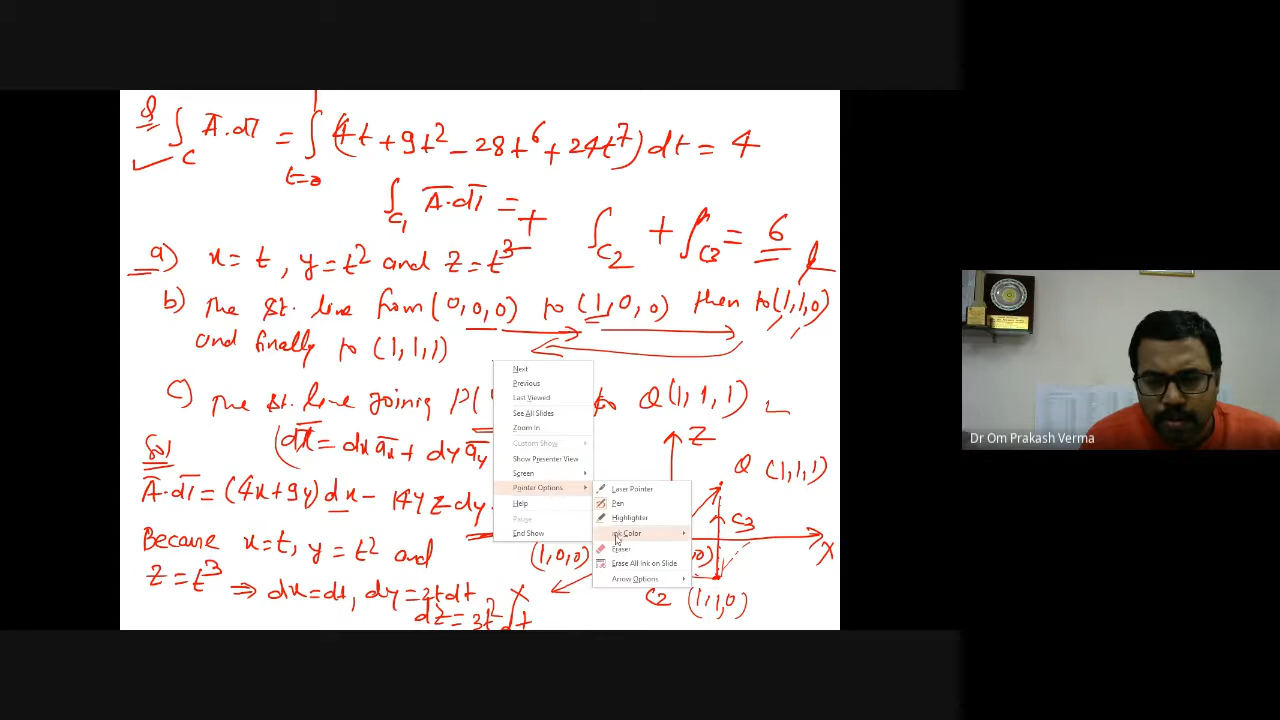 Q ∫_C A̅·dl̅ = ∫_{t=0}^{1} (4t + 9t² - 28t⁶ + 24t⁷) dt = 4
∫_{C₁} A̅·dl̅ = + ∫_{C₂} + ∫_{C₃} = 6
a) x = t, y = t² and z = t³
b) The st. line from (0,0,0) to (1,0,0) then to (1,1,0)
and finally to (1,1,1)
c) The st. line joining P( to Q(1,1,1)
Sol
dl̅ = dx a̅x + dy a̅y
A̅·dl̅ = (4x+9y) dx - 14yz dy
Because x=t, y=t² and
z=t³ ⇒ dx=dt, dy=2tdt
dz=3t²dt
Z
Q (1,1,1)
C3
X
(1,0,0)
C2 (1,1,0)
X
Next
Previous
Last Viewed
See All Slides
Zoom In
Custom Show
Show Presenter View
Screen
Pointer Options
Help
Pause
End Show
Laser Pointer
Pen
Highlighter
Ink Color
Eraser
Erase All Ink on Slide
Arrow Options
Dr Om Prakash Verma